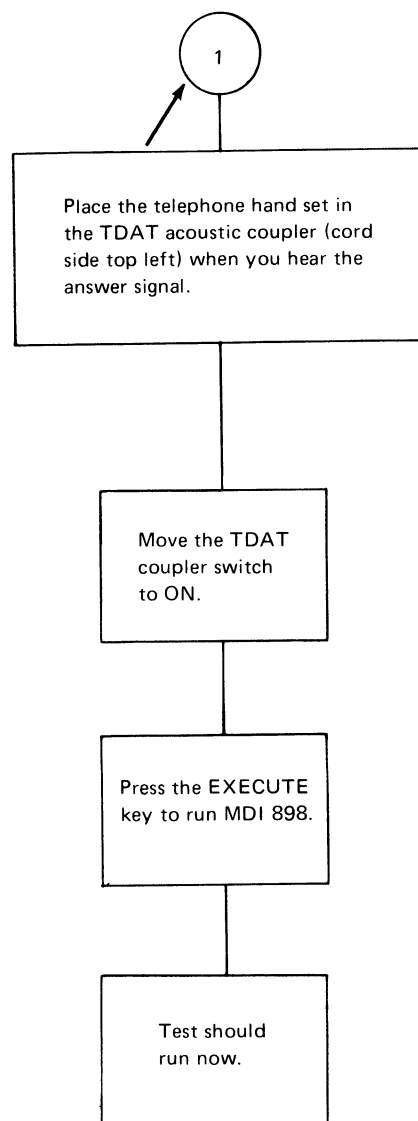 1
Place the telephone hand set in
the TDAT acoustic coupler (cord
side top left) when you hear the
answer signal.
Move the TDAT
coupler switch
to ON.
Press the EXECUTE
key to run MDI 898.
Test should
run now.